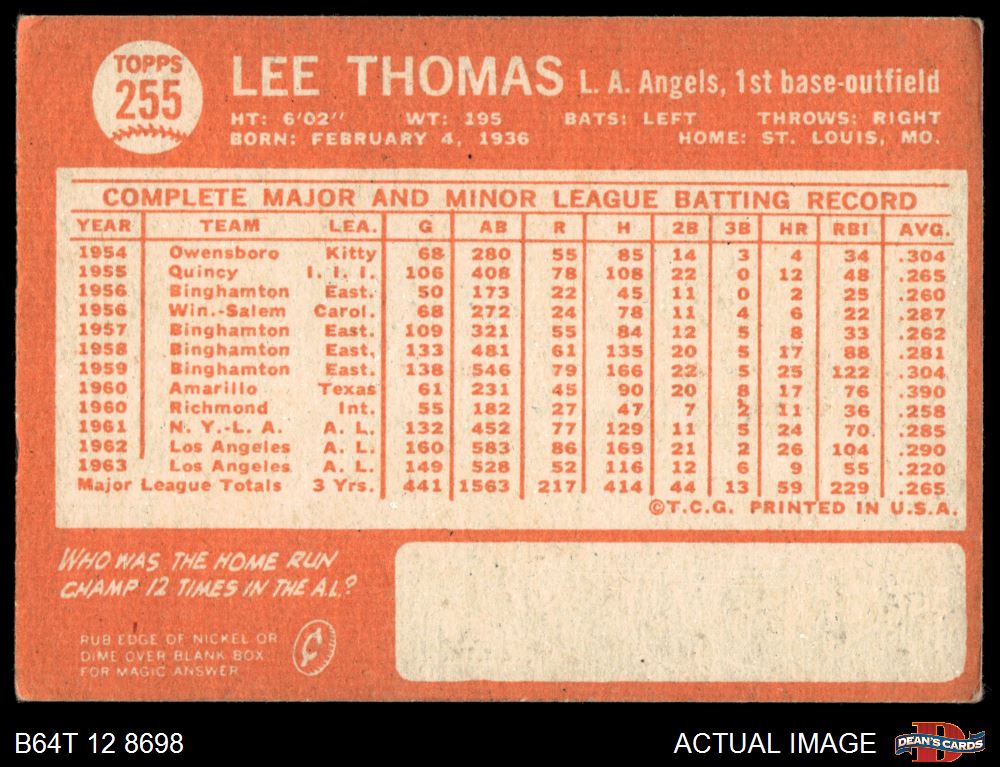 TOPPS
255
LEE THOMAS L. A. Angels, 1st base-outfield
HT: 6'02" WT: 195 BATS: LEFT THROWS: RIGHT
BORN: FEBRUARY 4, 1936 HOME: ST. LOUIS, MO.
COMPLETE MAJOR AND MINOR LEAGUE BATTING RECORD
YEAR TEAM LEA. G AB R H 2B 3B HR RBI AVG.
1954 Owensboro Kitty 68 280 55 85 14 3 4 34 .304
1955 Quincy I. I. I. 106 408 78 108 22 0 12 48 .265
1956 Binghamton East. 50 173 22 45 11 0 2 25 .260
1956 Win.-Salem Carol. 68 272 24 78 11 4 6 22 .287
1957 Binghamton East. 109 321 55 84 12 5 8 33 .262
1958 Binghamton East. 133 481 61 135 20 5 17 88 .281
1959 Binghamton East. 138 546 79 166 22 5 25 122 .304
1960 Amarillo Texas 61 231 45 90 20 8 17 76 .390
1960 Richmond Int. 55 182 27 47 7 2 11 36 .258
1961 N. Y.-L. A. A. L. 132 452 77 129 11 5 24 70 .285
1962 Los Angeles A. L. 160 583 86 169 21 2 26 104 .290
1963 Los Angeles A. L. 149 528 52 116 12 6 9 55 .220
Major League Totals 3 Yrs. 441 1563 217 414 44 13 59 229 .265
©T.C.G. PRINTED IN U.S.A.
WHO WAS THE HOME RUN
CHAMP 12 TIMES IN THE A.L.?
RUB EDGE OF NICKEL OR
DIME OVER BLANK BOX
FOR MAGIC ANSWER
¢
B64T 12 8698
ACTUAL IMAGE
D
DEAN'S CARDS